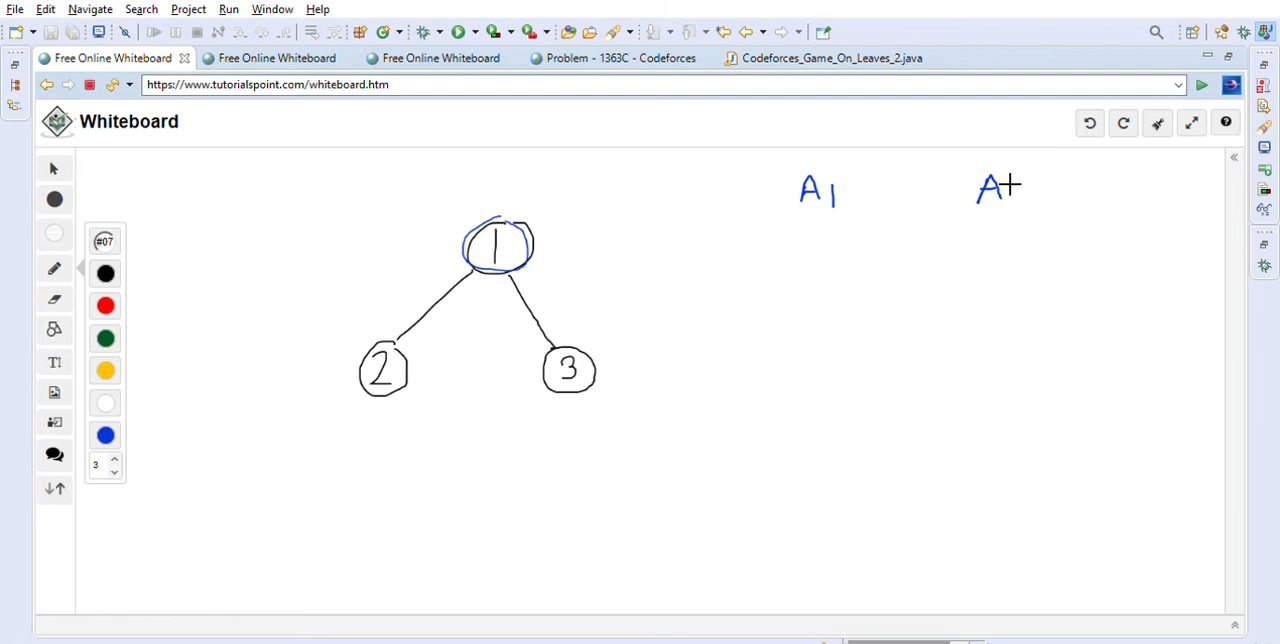 File Edit Navigate Search Project Run Window Help
Free Online Whiteboard Free Online Whiteboard Free Online Whiteboard Problem - 1363C - Codeforces Codeforces_Game_On_Leaves_2.java
https://www.tutorialspoint.com/whiteboard.htm
Whiteboard
A1 A
#07
1
2 3
T
3